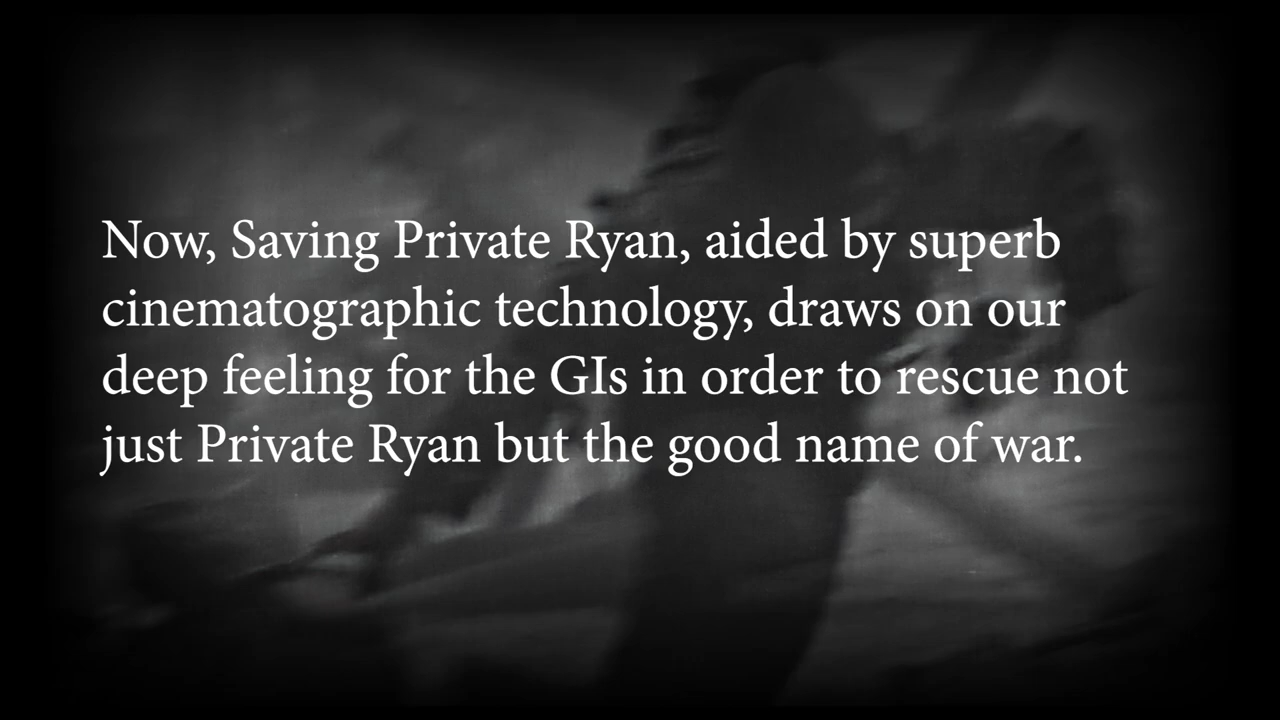 Now, Saving Private Ryan, aided by superb
cinematographic technology, draws on our
deep feeling for the GIs in order to rescue not
just Private Ryan but the good name of war.